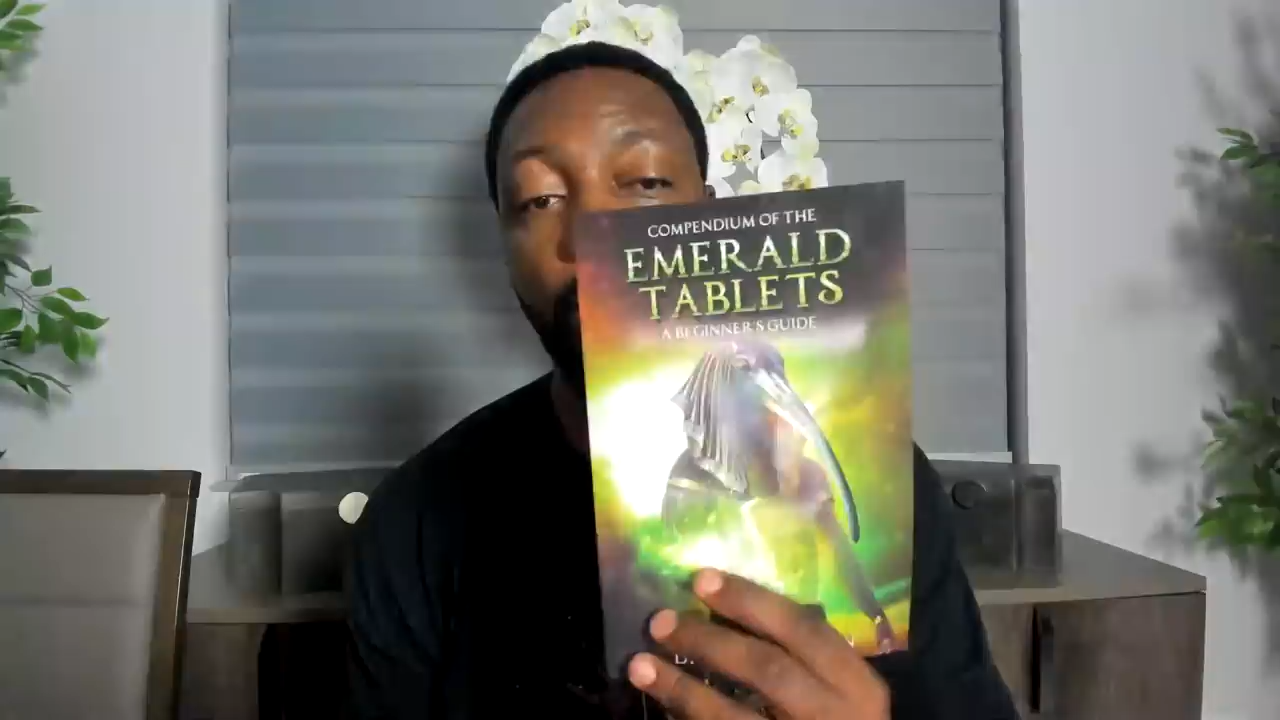 COMPENDIUM OF THE
EMERALD
TABLETS
A BEGINNER'S GUIDE